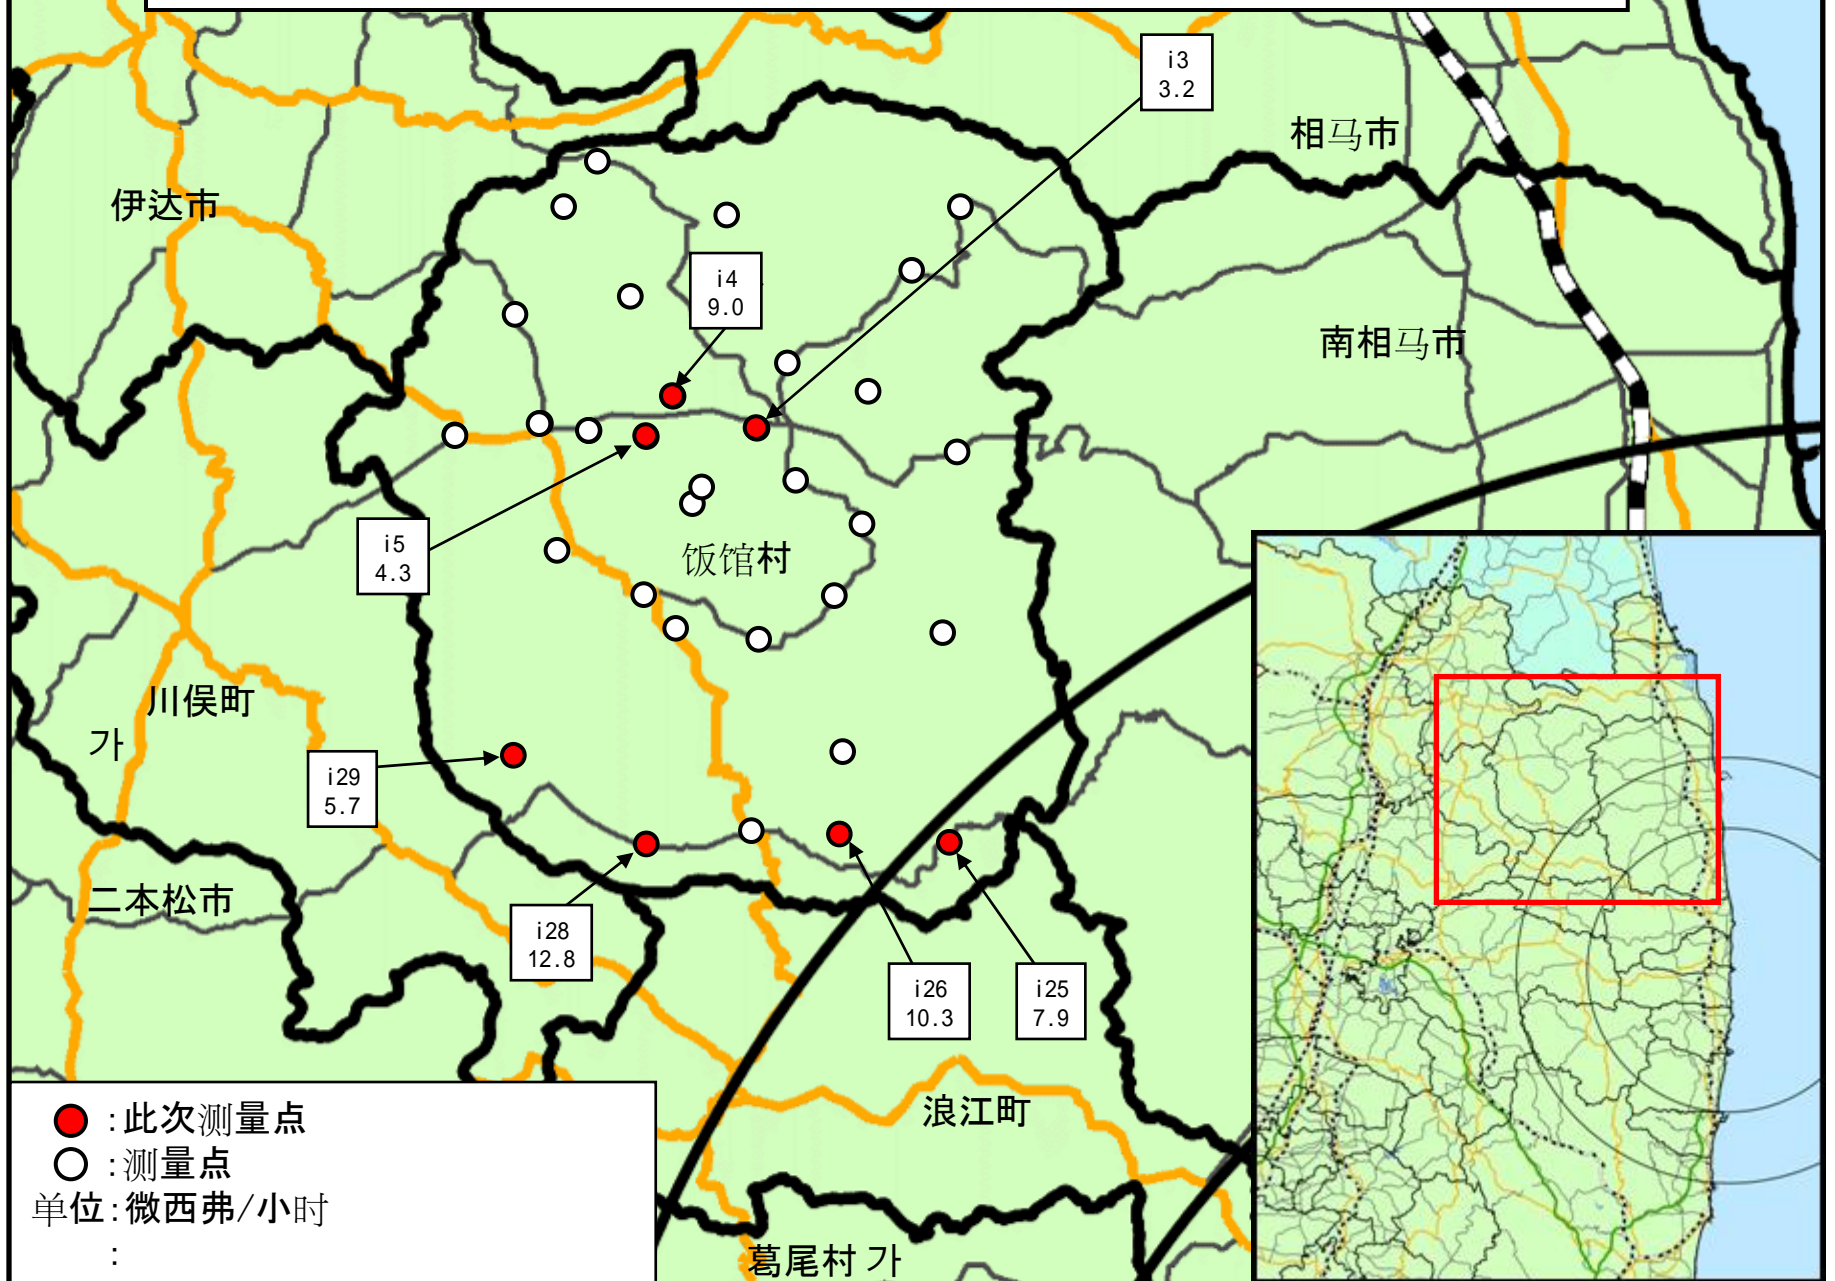 i3
3.2
相马市
伊达市
i4
9.0
南相马市
i5
4.3
饭馆村
川俣町
가
i29
5.7
二本松市
i28
12.8
i26
10.3
i25
7.9
浪江町
:此次测量点
:测量点
单位:微西弗/小时
:
葛尾村 가